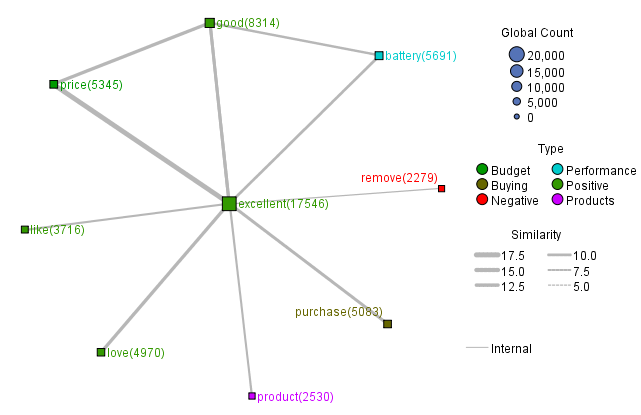 good(8314)
battery(5691)
price(5345)
remove(2279)
excellent(17546)
like(3716)
purchase(5083)
love(4970)
product(2530)
Global Count
20,000
15,000
10,000
5,000
0
Type
Budget Performance
Buying Positive
Negative Products
Similarity
17.5 10.0
15.0 7.5
12.5 5.0
Internal